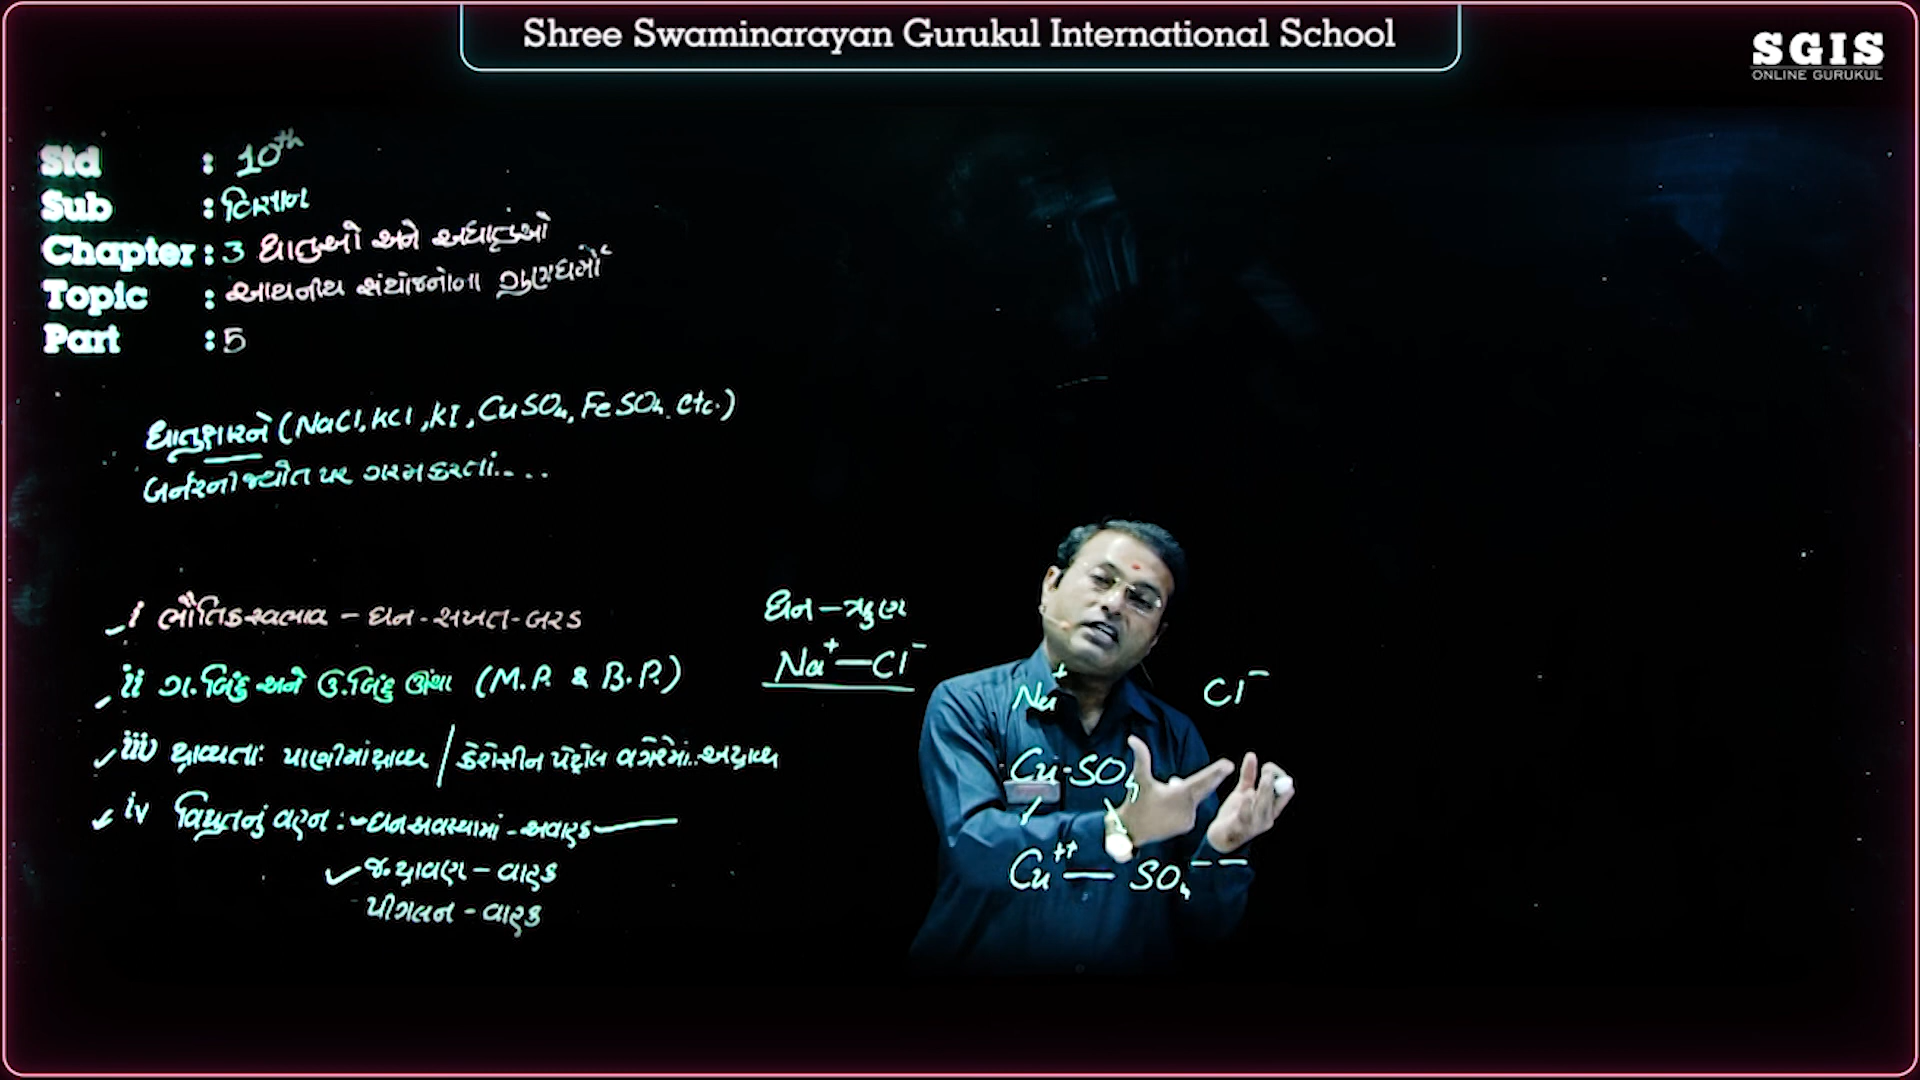 Shree Swaminarayan Gurukul International School
SGIS
ONLINE GURUKUL
Std : 10th
Sub : વિજ્ઞાન
Chapter : 3 ધાતુઓ અને અધાતુઓ
Topic : આયનીય સંયોજનોના ગુણધર્મો
Part : 5
ધાતુક્ષારને (NaCl, KCl, KI, CuSO4, FeSO4 etc.)
બર્નરની જ્યોત પર ગરમ કરતાં....
i ભૌતિક સ્વભાવ - ઘન - સખત - બરડ
ii ગ.બિંદુ અને ઉ.બિંદુ ઊંચા (M.P. & B.P.)
iii દ્રાવ્યતા: પાણીમાં દ્રાવ્ય / કેરોસીન પેટ્રોલ વગેરેમાં..અદ્રાવ્ય
iv વિદ્યુતનું વહન : - ઘન અવસ્થામાં - અવાહક
જ.દ્રાવણ - વાહક
પીગલન - વાહક
ધન - ઋણ
Na+ — Cl-
Na+ Cl-
Cu-SO4
Cu++ — SO4--